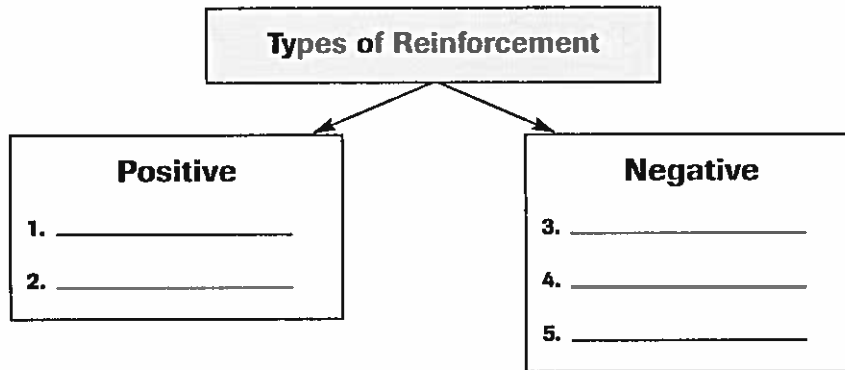 Types of Reinforcement
Positive
1.
2.
Negative
3.
4.
5.